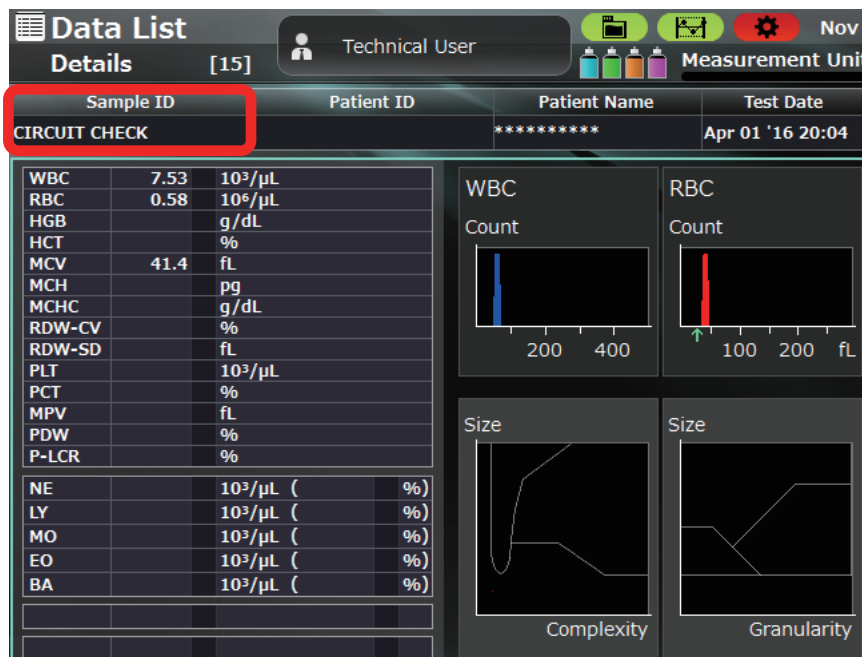 Data List
Details [15]
Technical User
Nov
Measurement Uni
Sample ID Patient ID Patient Name Test Date
CIRCUIT CHECK ********** Apr 01 '16 20:04
WBC 7.53 10³/µL
RBC 0.58 10⁶/µL
HGB g/dL
HCT %
MCV 41.4 fL
MCH pg
MCHC g/dL
RDW-CV %
RDW-SD fL
PLT 10³/µL
PCT %
MPV fL
PDW %
P-LCR %
NE 10³/µL ( %)
LY 10³/µL ( %)
MO 10³/µL ( %)
EO 10³/µL ( %)
BA 10³/µL ( %)
WBC
Count
200 400
RBC
Count
100 200 fL
Size
Complexity
Size
Granularity